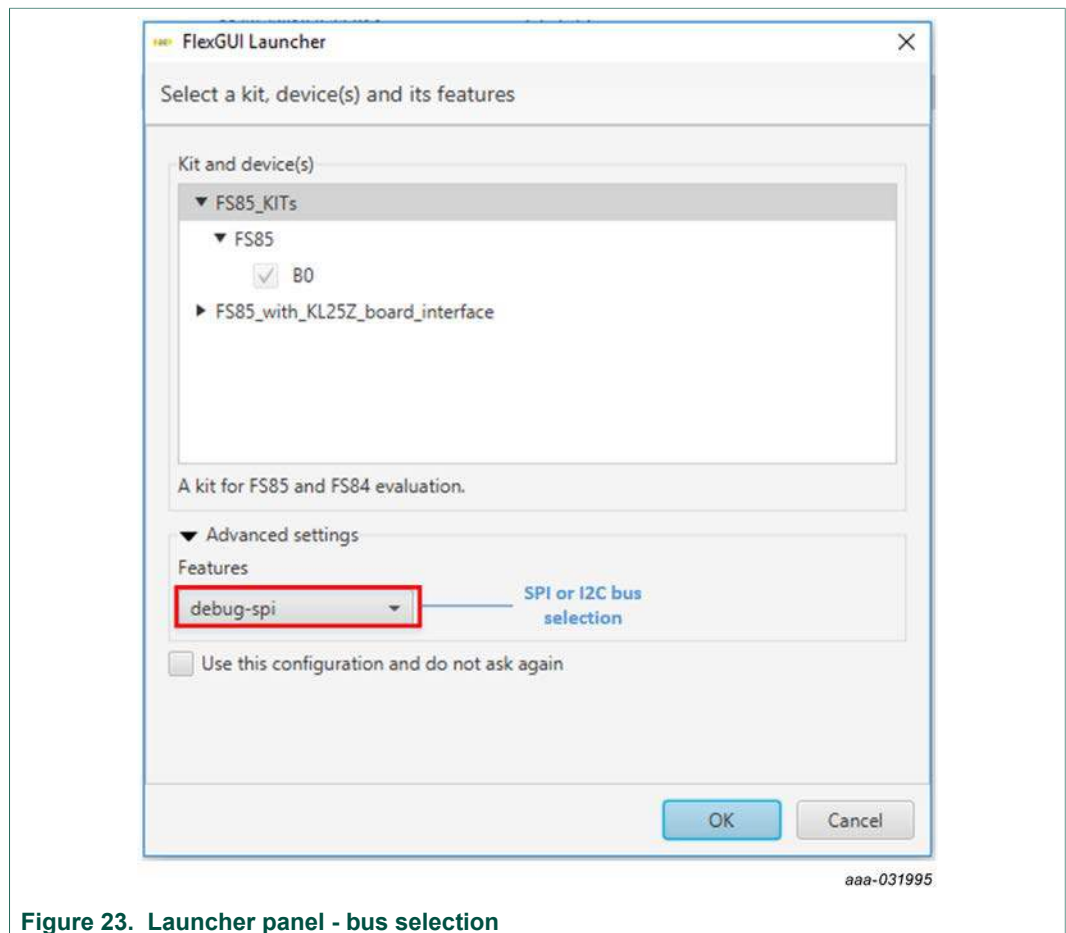 FlexGUI Launcher
Select a kit, device(s) and its features
Kit and device(s)
FS85_KITs
FS85
B0
FS85_with_KL25Z_board_interface
A kit for FS85 and FS84 evaluation.
Advanced settings
Features
debug-spi
SPI or I2C bus
selection
Use this configuration and do not ask again
OK Cancel
aaa-031995
Figure 23. Launcher panel - bus selection